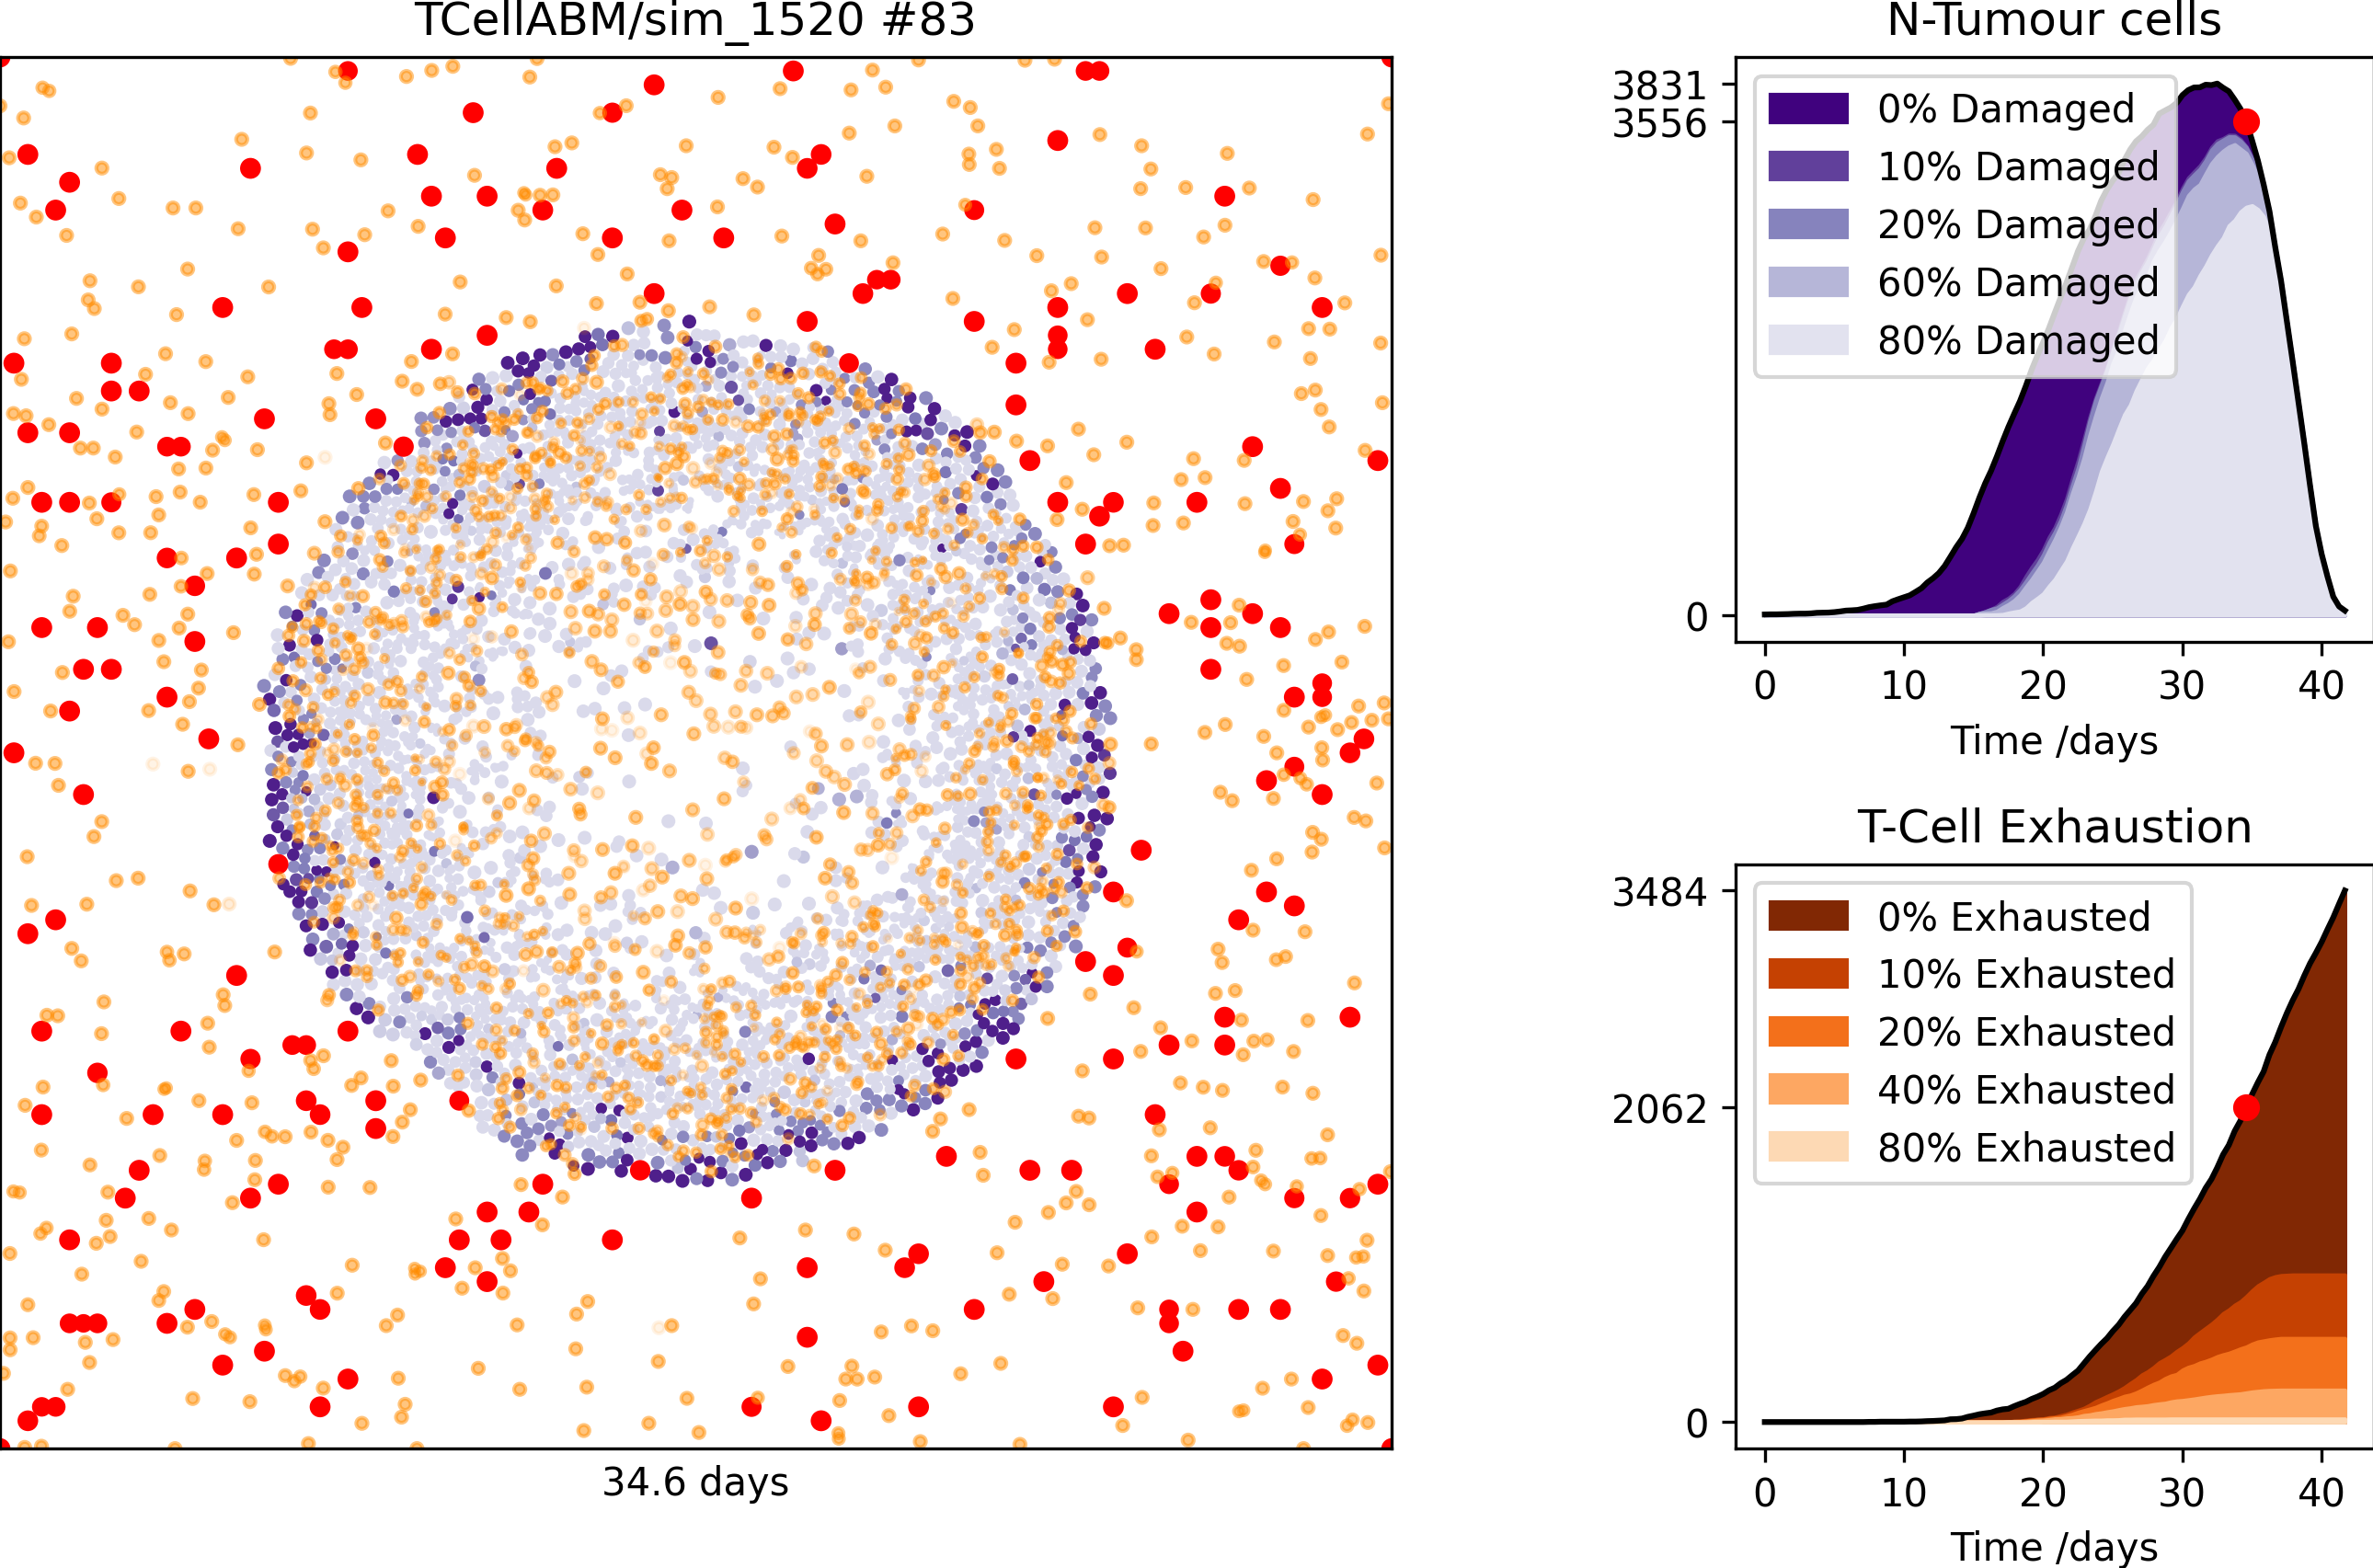 TCellABM/sim_1520 #83
34.6 days
N-Tumour cells
3831
3556
0
0% Damaged
10% Damaged
20% Damaged
60% Damaged
80% Damaged
0 10 20 30 40
Time /days
T-Cell Exhaustion
3484
2062
0
0% Exhausted
10% Exhausted
20% Exhausted
40% Exhausted
80% Exhausted
0 10 20 30 40
Time /days